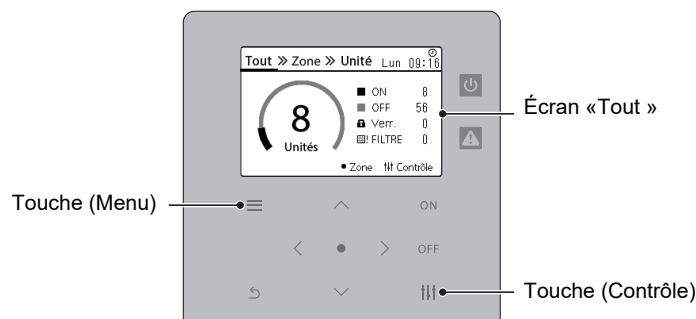 Tout » Zone » Unité Lun 09:16
8
Unités
ON 8
OFF 56
Verr. 0
! FILTRE 0
Zone Contrôle
Écran «Tout »
Touche (Menu)
ON
OFF
Touche (Contrôle)